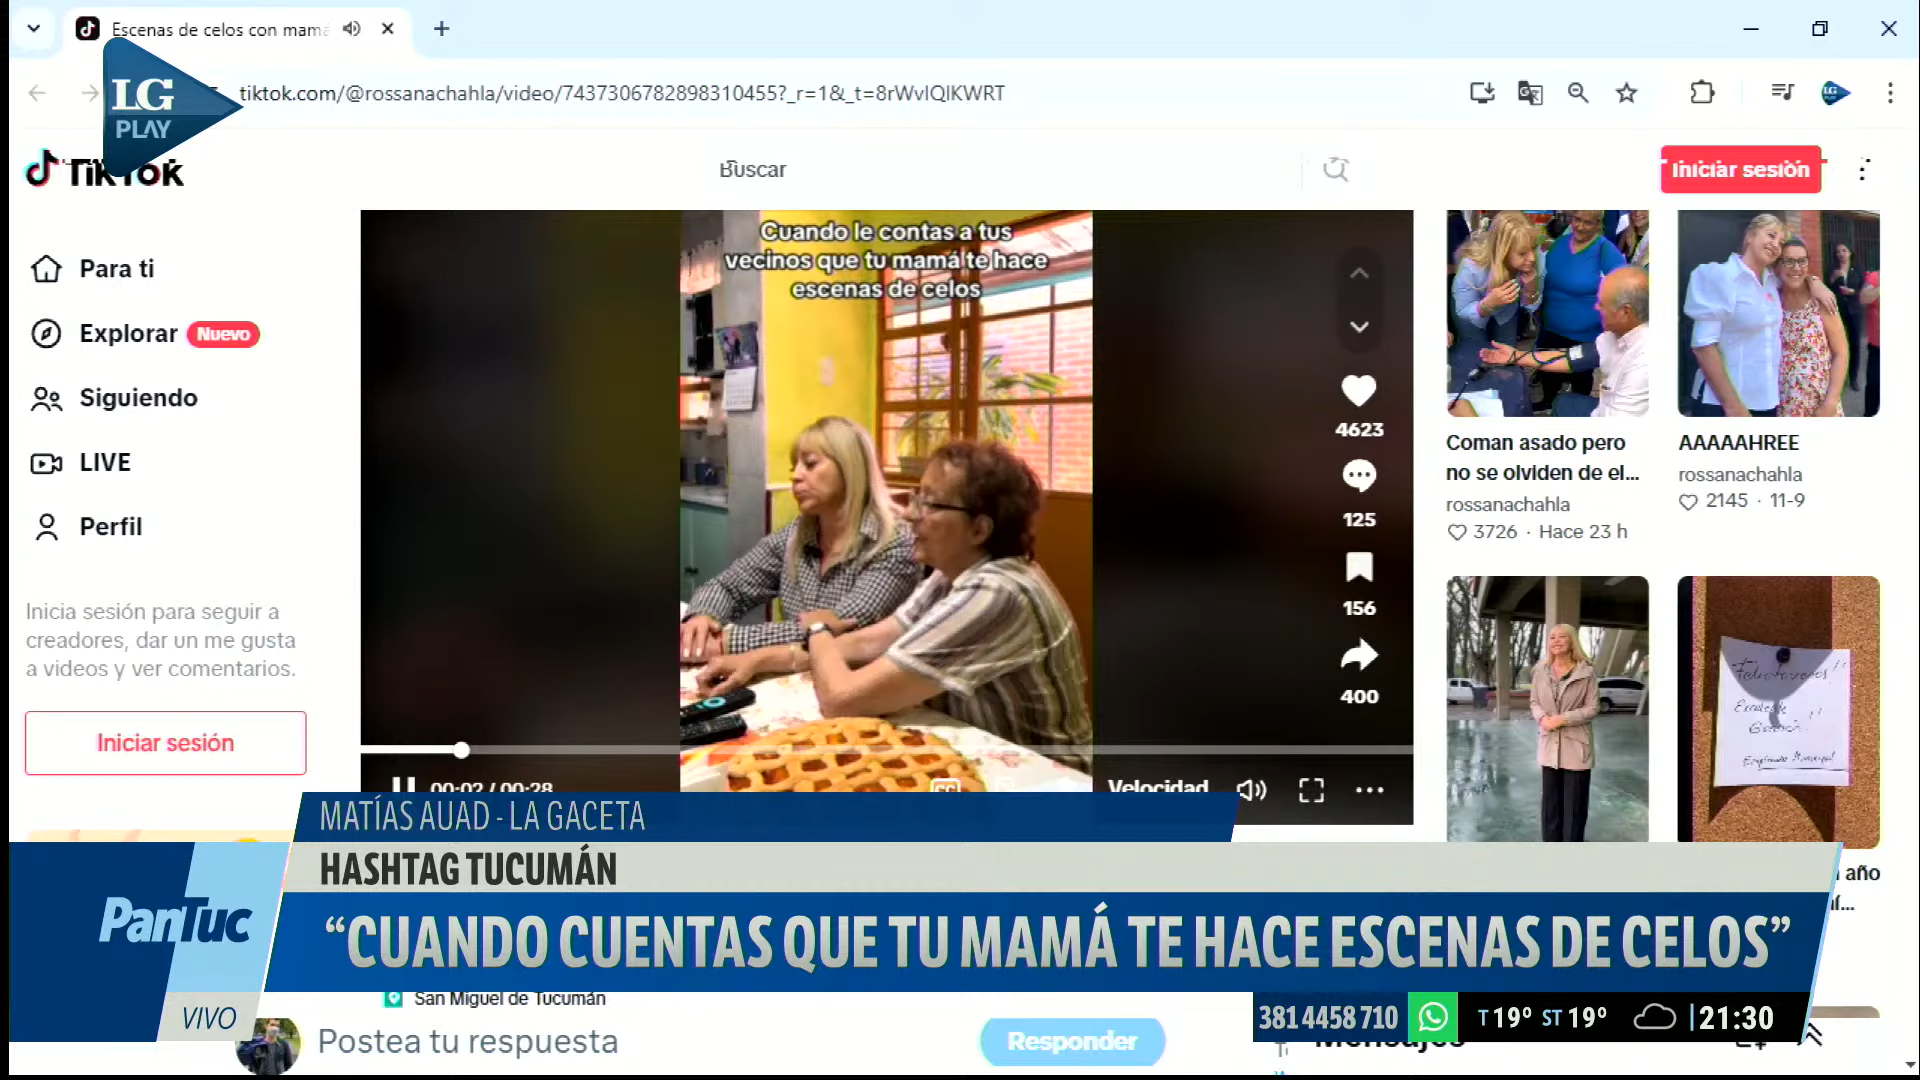 Escenas de celos con mamá
tiktok.com/@rossanachahla/video/7437306782898310455?_r=1&_t=8rWvIQIKWRT
LG
PLAY
TikTok
Buscar
Iniciar sesión
Para ti
Explorar
Nuevo
Siguiendo
LIVE
Perfil
Inicia sesión para seguir a
creadores, dar un me gusta
a videos y ver comentarios.
Iniciar sesión
Cuando le contas a tus
vecinos que tu mamá te hace
escenas de celos
4623
125
156
400
00:02 / 00:28
Velocidad
Coman asado pero
no se olviden de el...
rossanachahla
3726 · Hace 23 h
AAAAAHREE
rossanachahla
2145 · 11-9
año
MATÍAS AUAD - LA GACETA
HASHTAG TUCUMÁN
“CUANDO CUENTAS QUE TU MAMÁ TE HACE ESCENAS DE CELOS”
PanTuc
VIVO
San Miguel de Tucumán
Postea tu respuesta
Responder
Mensajes
381 4458 710
T 19º ST 19º
21:30